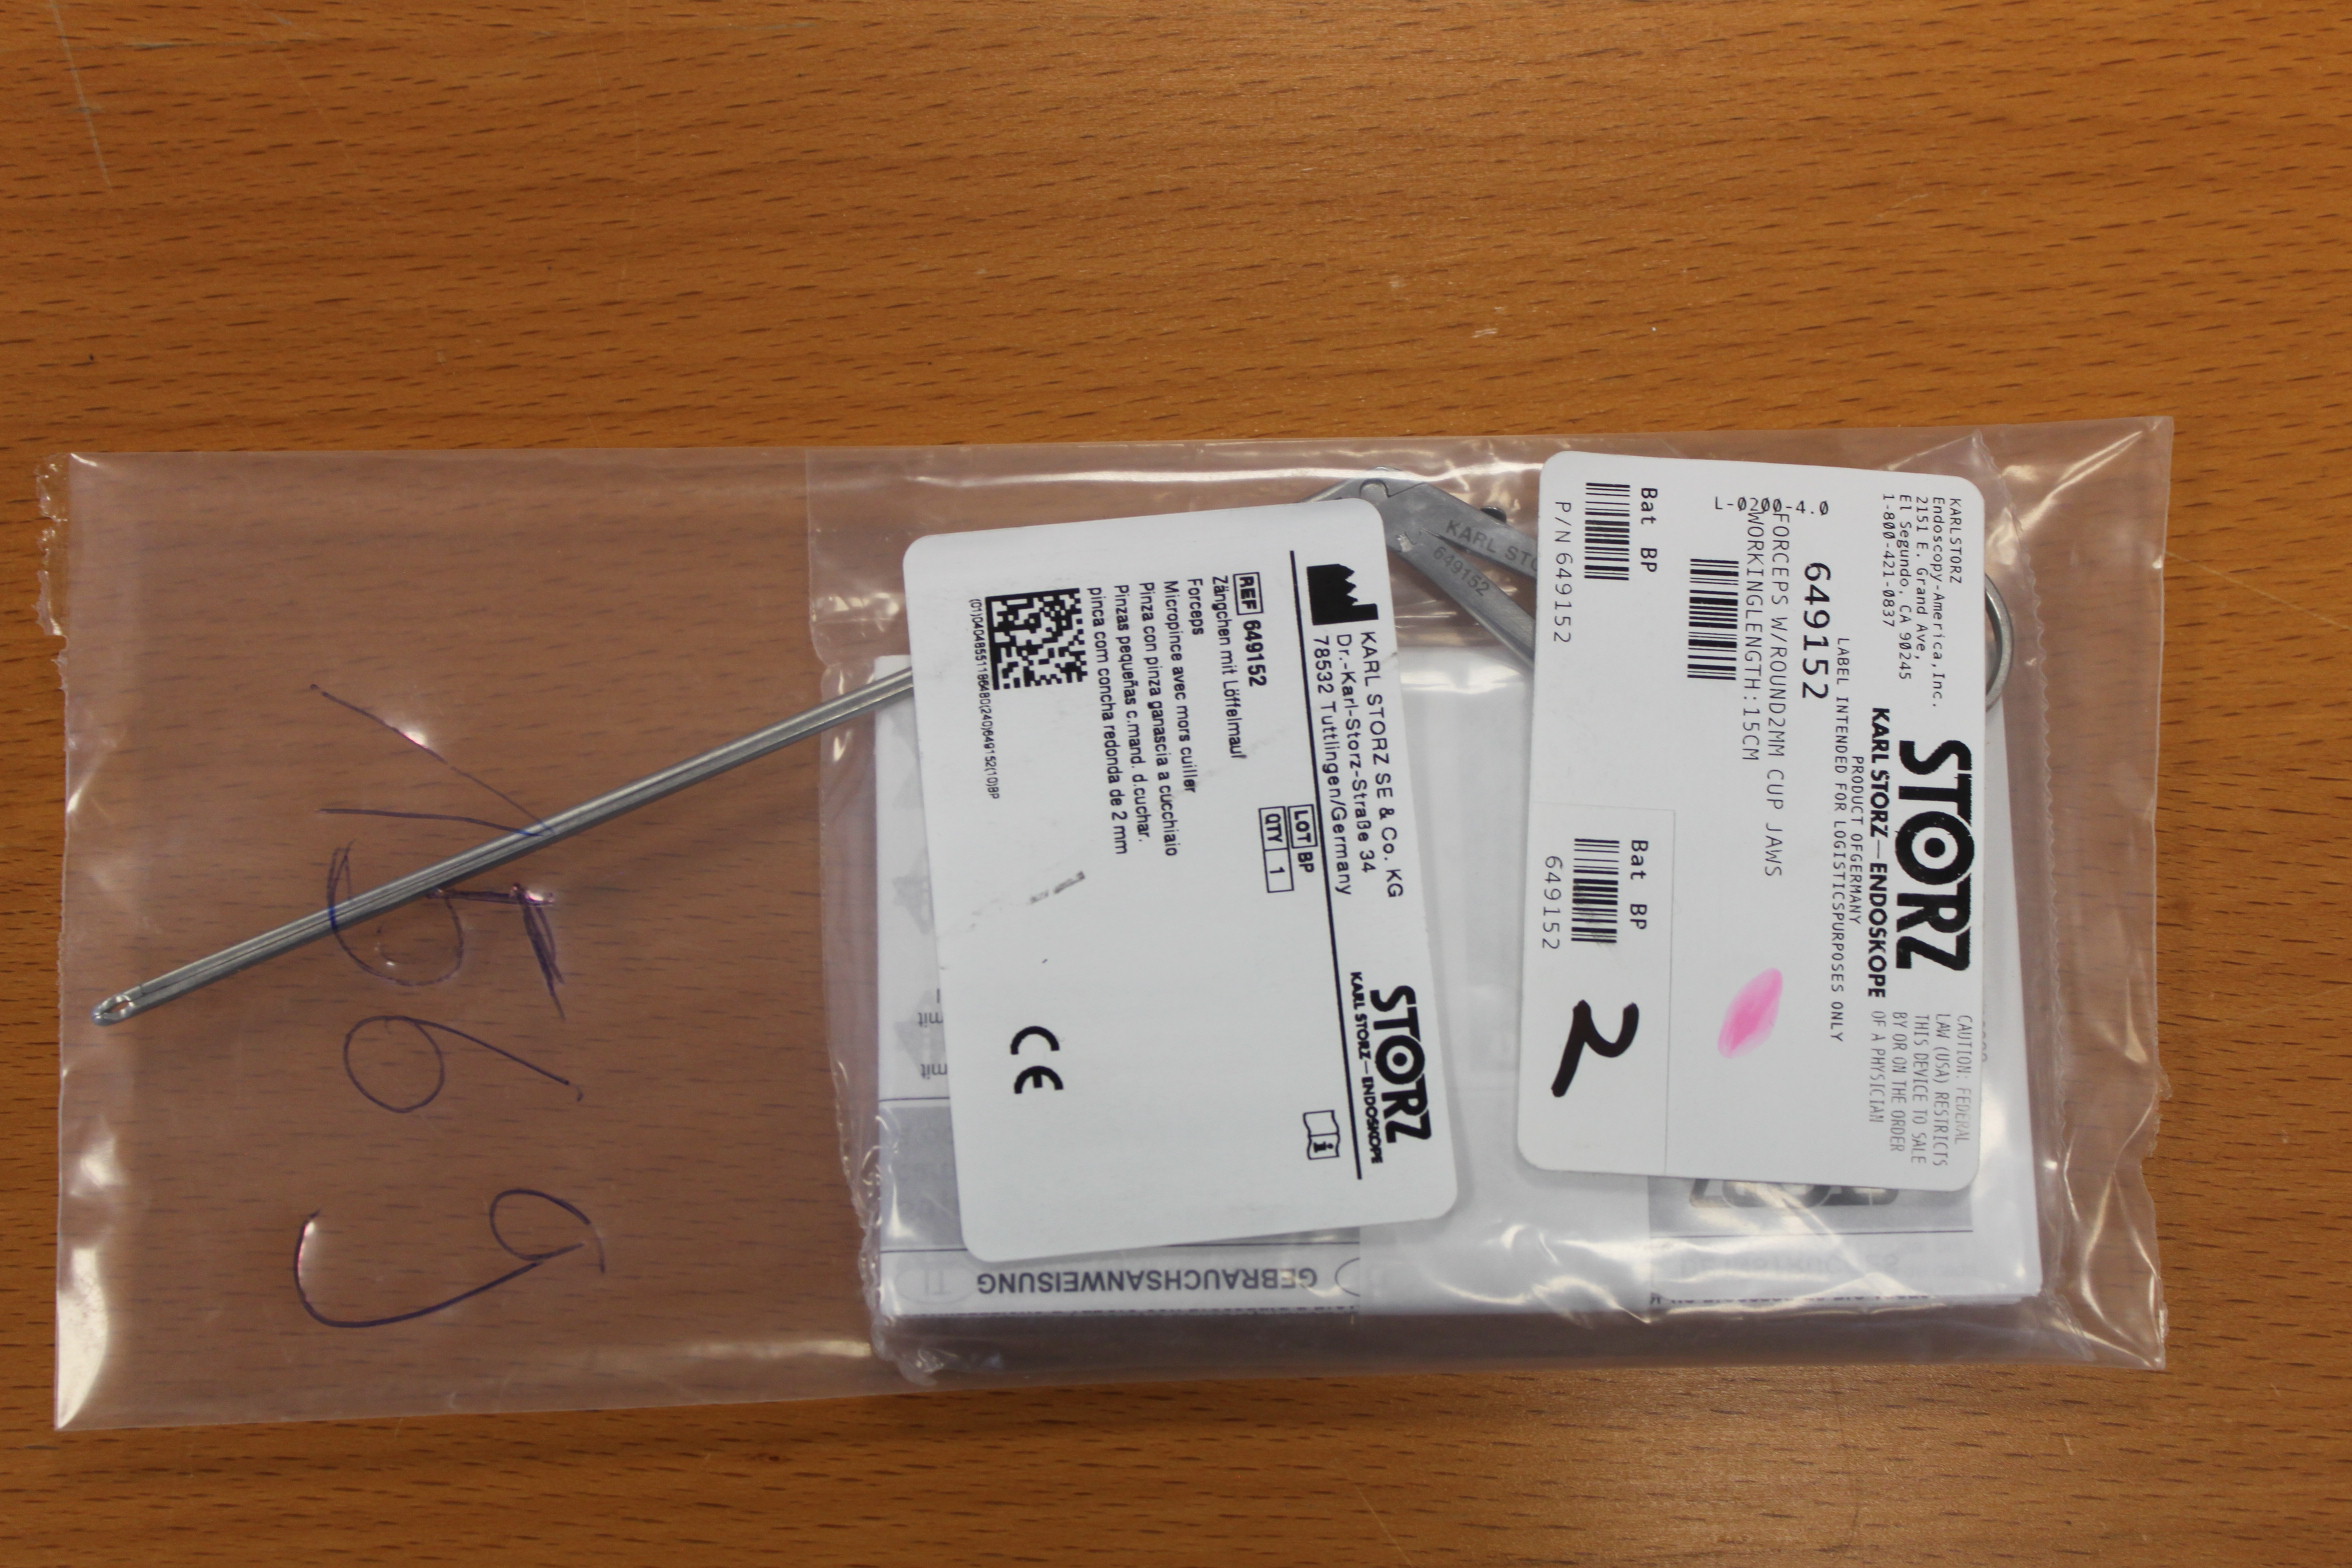 KARL STORZ SE & Co. KG
Dr.-Karl-Storz-Straße 34
78532 Tuttlingen/Germany
STORZ
KARL STORZ—ENDOSKOPE
REF 649152
LOT BP
QTY 1
Zängchen mit Löffelmaul
Forceps
Micropince avec mors cuiller
Pinza con pinza ganascia a cucchiaio
Pinzas pequeñas c.mand. d.cuchar.
pinca com concha redonda de 2 mm
CE
KARL STO
649152
KARLSTORZ
Endoscopy-America,Inc.
2151 E. Grand Ave,
El Segundo, CA 90245
1-800-421-0837
STORZ
KARL STORZ—ENDOSKOPE
PRODUCT OFGERMANY
LABEL INTENDED FOR LOGISTICSPURPOSES ONLY
CAUTION: FEDERAL
LAW (USA) RESTRICTS
THIS DEVICE TO SALE
BY OR ON THE ORDER
OF A PHYSICIAN
649152
FORCEPS W/ROUND2MM CUP JAWS
WORKINGLENGTH:15CM
L-0200-4.0
Bat BP
P/N649152
Bat BP
649152
2
GEBRAUCHSANWEISUNG
mit
mit